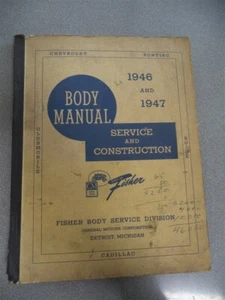 CHEVROLET PONTIAC
1946
AND
1947
BODY
MANUAL
SERVICE
AND
CONSTRUCTION
OLDSMOBILE
Fisher
FISHER BODY SERVICE DIVISION
GENERAL MOTORS CORPORATION
DETROIT, MICHIGAN
CADILLAC